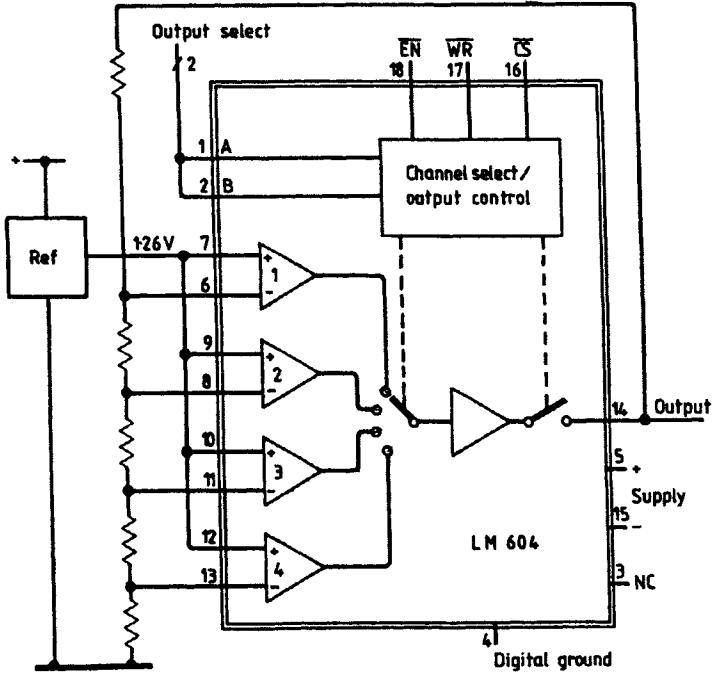 Output select
2
EN
WR
CS
18
17
16
1 A
2 B
Channel select/
output control
+
Ref
1·26V
7
+
1
6
-
9
+
2
8
-
10
+
3
11
-
12
+
4
13
-
14 Output
5
+
Supply
15
-
LM 604
3
NC
4
Digital ground